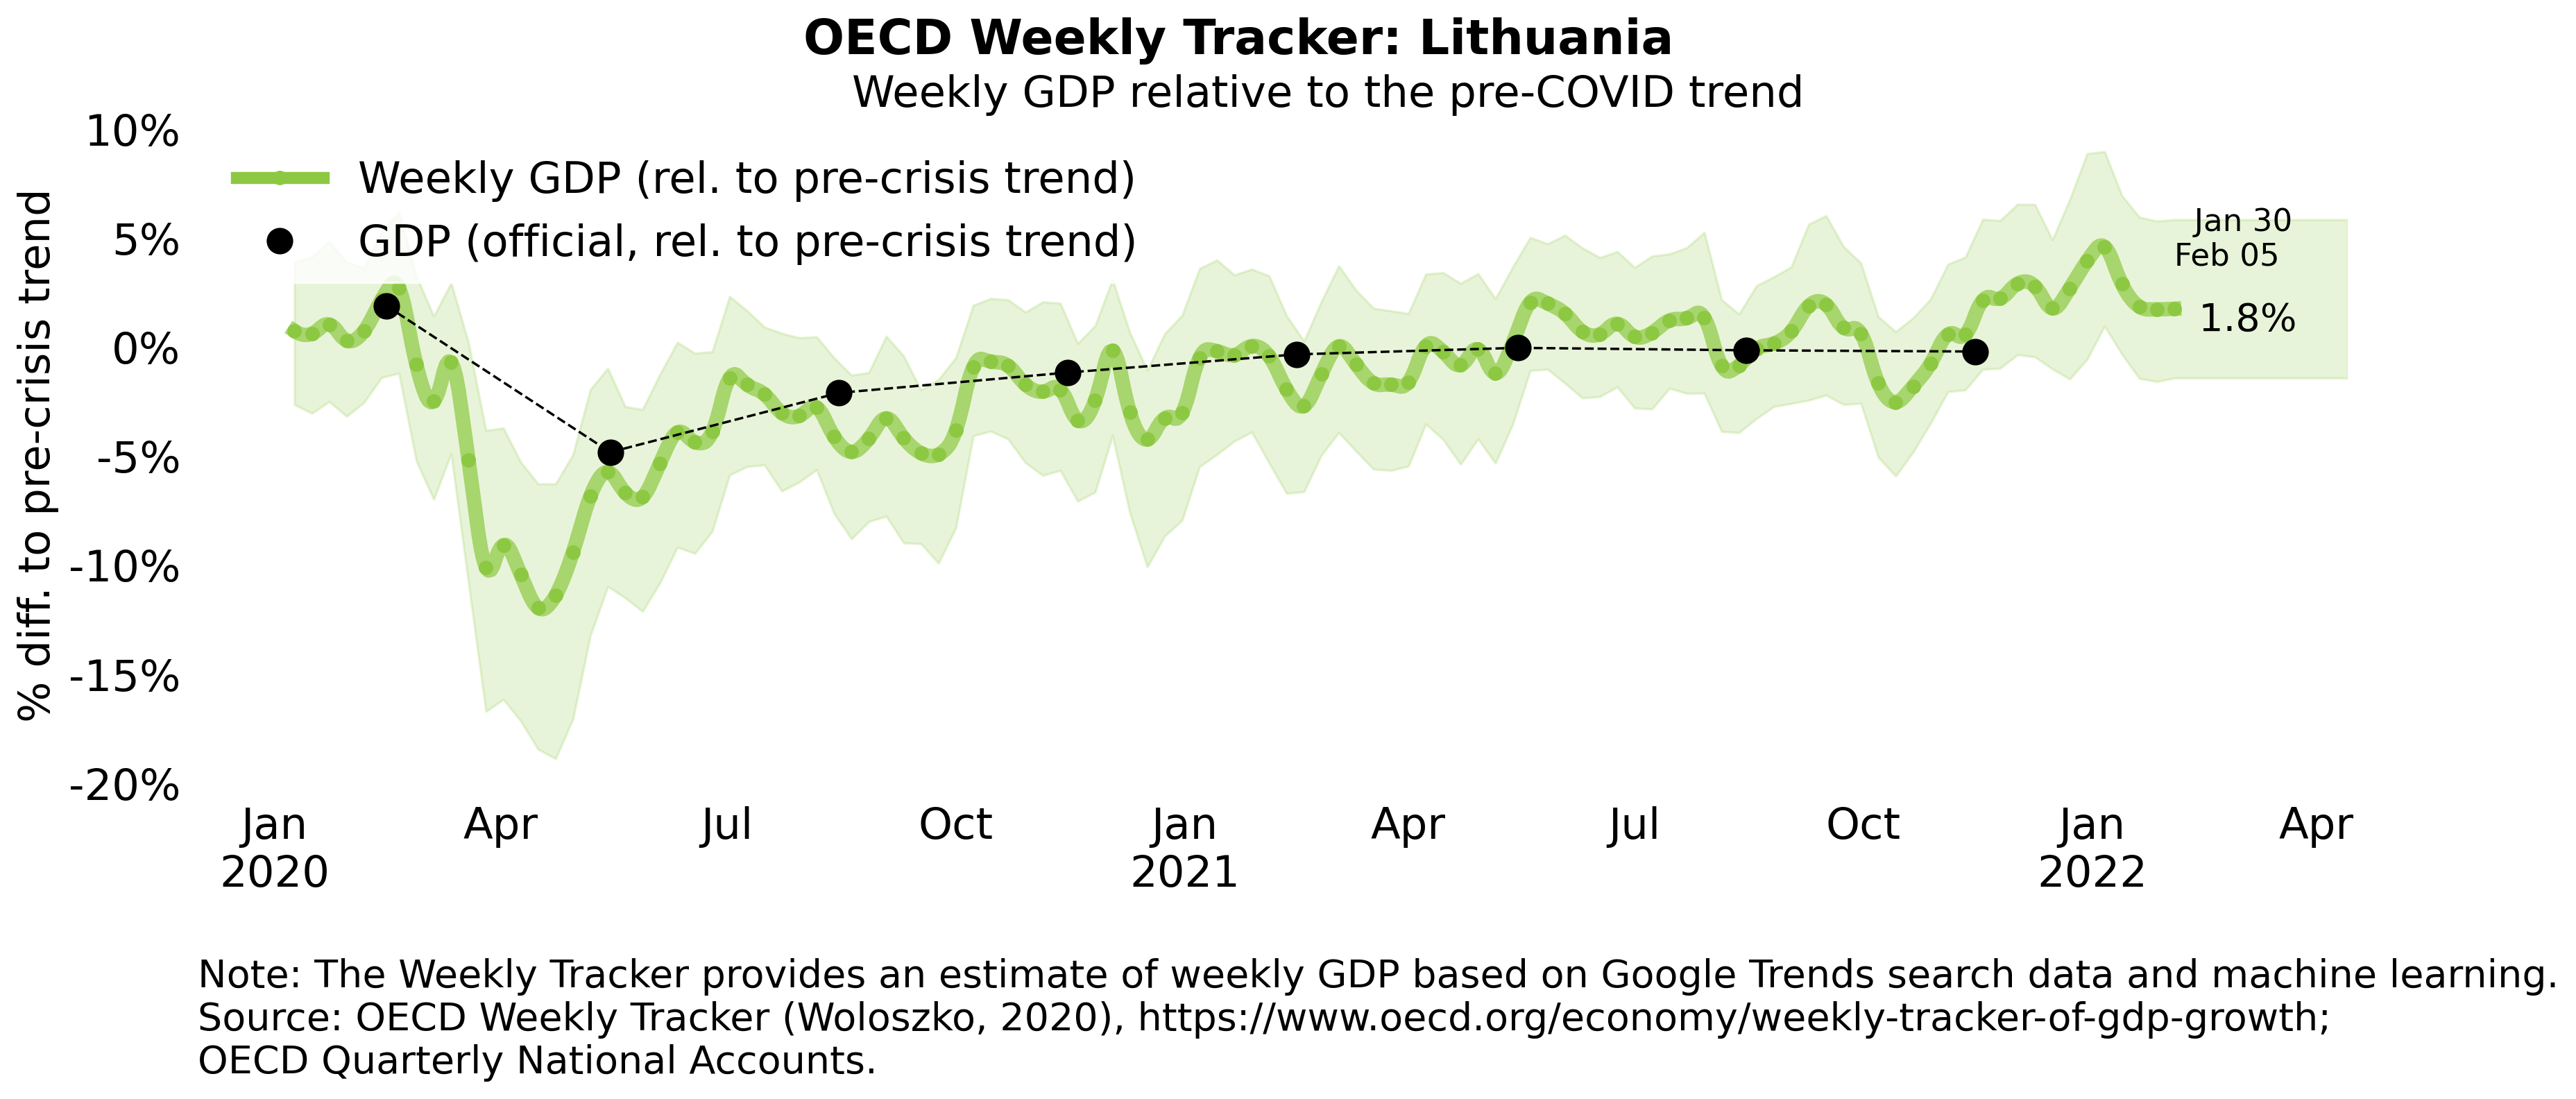 OECD Weekly Tracker: Lithuania
Weekly GDP relative to the pre-COVID trend
% diff. to pre-crisis trend
10%
5%
0%
-5%
-10%
-15%
-20%
Weekly GDP (rel. to pre-crisis trend)
GDP (official, rel. to pre-crisis trend)
Jan 30
Feb 05
1.8%
Jan Apr Jul Oct Jan Apr Jul Oct Jan Apr
2020 2021 2022
Note: The Weekly Tracker provides an estimate of weekly GDP based on Google Trends search data and machine learning.
Source: OECD Weekly Tracker (Woloszko, 2020), https://www.oecd.org/economy/weekly-tracker-of-gdp-growth;
OECD Quarterly National Accounts.